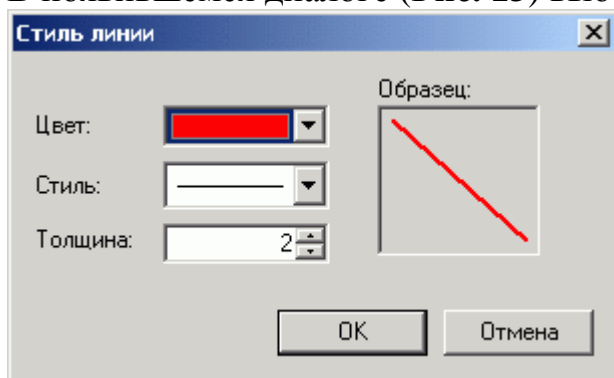 Стиль линии
Образец:
Цвет:
Стиль:
Толщина:
2
OK
Отмена